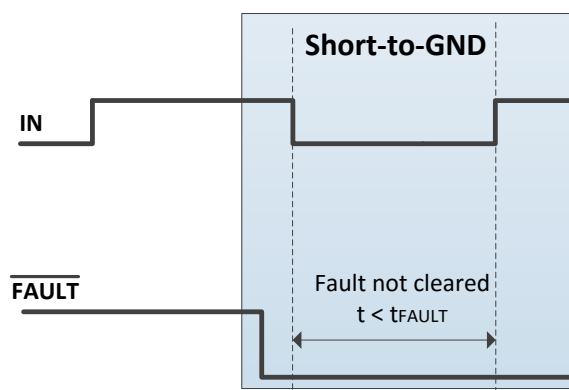 Short-to-GND
IN
FAULT
Fault not cleared
t < tFAULT